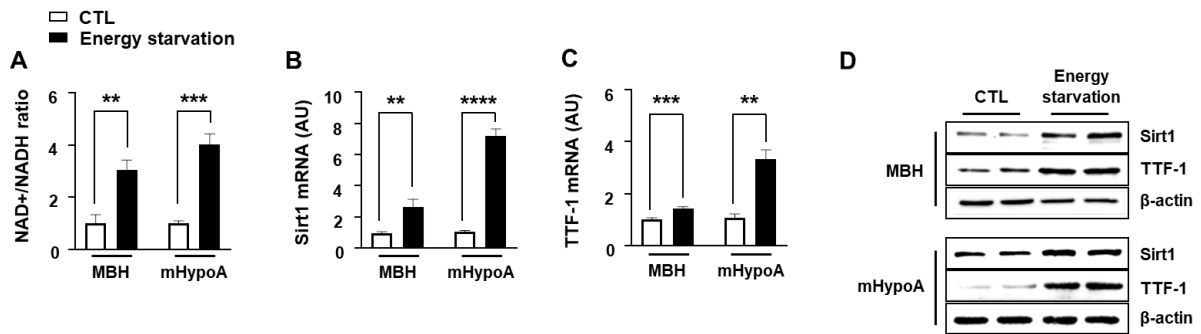 CTL
Energy starvation
A
NAD+/NADH ratio
6
4
2
0
**
***
MBH
mHypoA
B
Sirt1 mRNA (AU)
10
8
6
4
2
0
**
****
MBH
mHypoA
C
TTF-1 mRNA (AU)
6
4
2
0
***
**
MBH
mHypoA
D
CTL
Energy
starvation
MBH
Sirt1
TTF-1
β-actin
mHypoA
Sirt1
TTF-1
β-actin